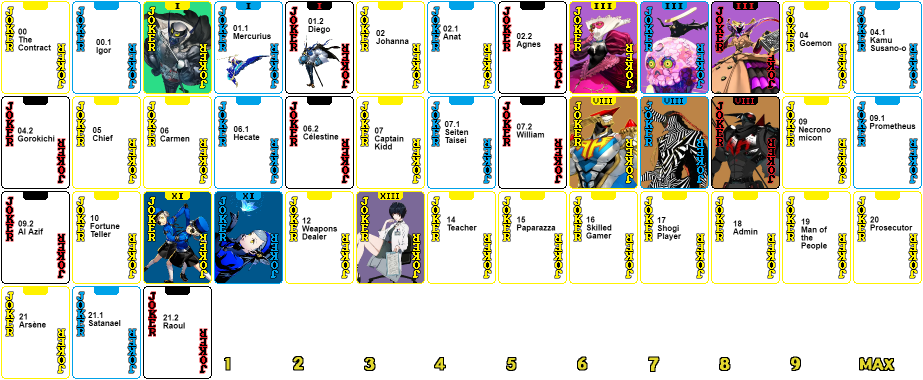 JOKER 00 The Contract JOKER
JOKER 00.1 Igor JOKER
I JOKER JOKER
I JOKER 01.1 Mercurius JOKER
I JOKER 01.2 Diego JOKER
JOKER 02 Johanna JOKER
JOKER 02.1 Anat JOKER
JOKER 02.2 Agnes JOKER
III JOKER JOKER
III JOKER JOKER
III JOKER JOKER
JOKER 04 Goemon JOKER
JOKER 04.1 Kamu Susano-o JOKER
JOKER 04.2 Gorokichi JOKER
JOKER 05 Chief JOKER
JOKER 06 Carmen JOKER
JOKER 06.1 Hecate JOKER
JOKER 06.2 Célestine JOKER
JOKER 07 Captain Kidd JOKER
JOKER 07.1 Seiten Taisei JOKER
JOKER 07.2 William JOKER
VIII JOKER JOKER
VIII JOKER JOKER
VIII JOKER JOKER
JOKER 09 Necrono micon JOKER
JOKER 09.1 Prometheus JOKER
JOKER 09.2 Al Azif JOKER
JOKER 10 Fortune Teller JOKER
XI JOKER JOKER
XI JOKER JOKER
JOKER 12 Weapons Dealer JOKER
XIII JOKER JOKER
JOKER 14 Teacher JOKER
JOKER 15 Paparazza JOKER
JOKER 16 Skilled Gamer JOKER
JOKER 17 Shogi Player JOKER
JOKER 18 Admin JOKER
JOKER 19 Man of the People JOKER
JOKER 20 Prosecutor JOKER
JOKER 21 Arsène JOKER
JOKER 21.1 Satanael JOKER
JOKER 21.2 Raoul JOKER
1 2 3 4 5 6 7 8 9 MAX